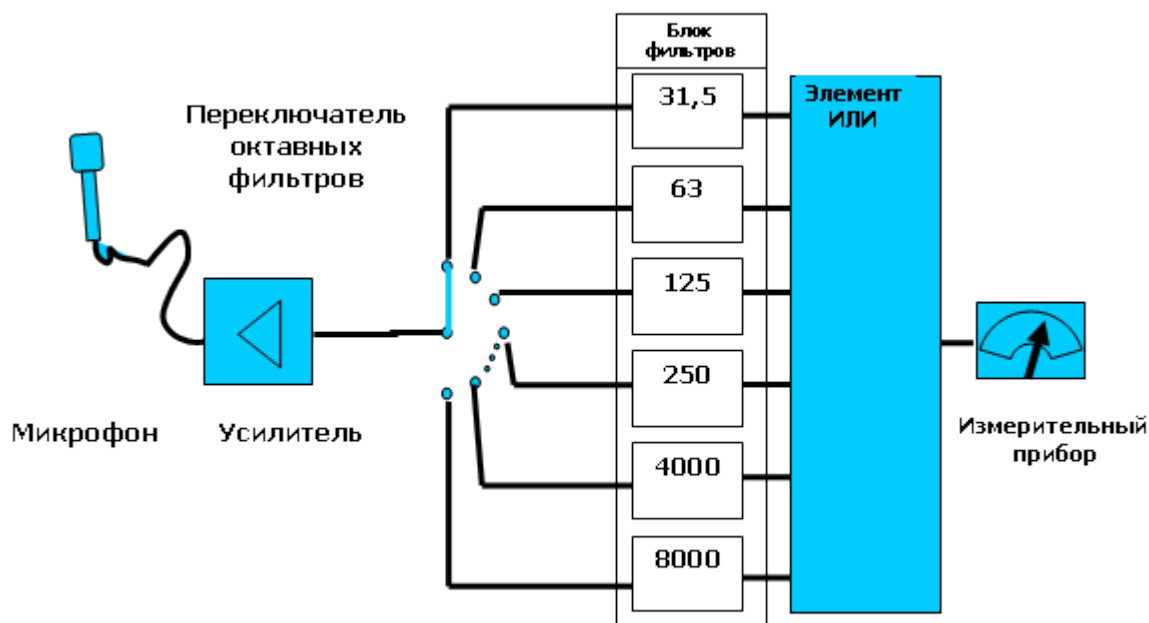 Блок
фильтров
Переключатель
октавных
фильтров
31,5
63
125
250
4000
8000
Элемент
ИЛИ
Микрофон
Усилитель
Измерительный
прибор